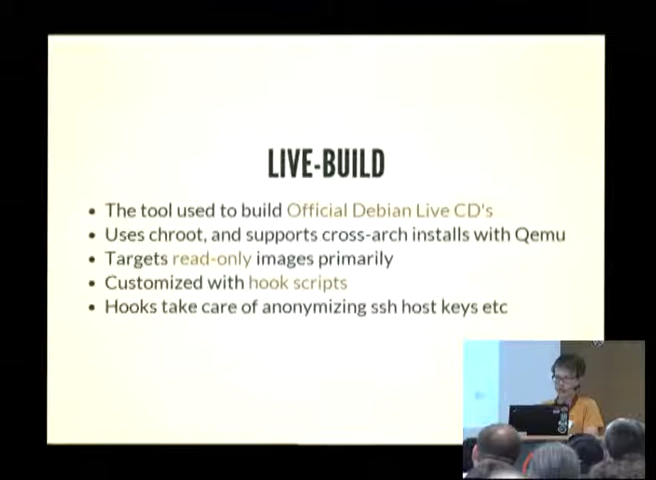 LIVE-BUILD
The tool used to build Official Debian Live CD's
Uses chroot, and supports cross-arch installs with Qemu
Targets read-only images primarily
Customized with hook scripts
Hooks take care of anonymizing ssh host keys etc